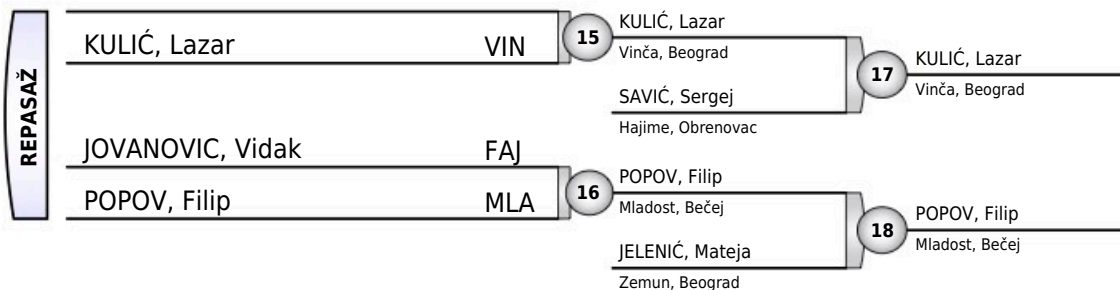 REPASAŽ
KULIĆ, Lazar VIN
15
KULIĆ, Lazar
Vinča, Beograd
SAVIĆ, Sergej
Hajime, Obrenovac
17
KULIĆ, Lazar
Vinča, Beograd
JOVANOVIC, Vidak FAJ
POPOV, Filip MLA
16
POPOV, Filip
Mladost, Bečej
JELENIĆ, Mateja
Zemun, Beograd
18
POPOV, Filip
Mladost, Bečej